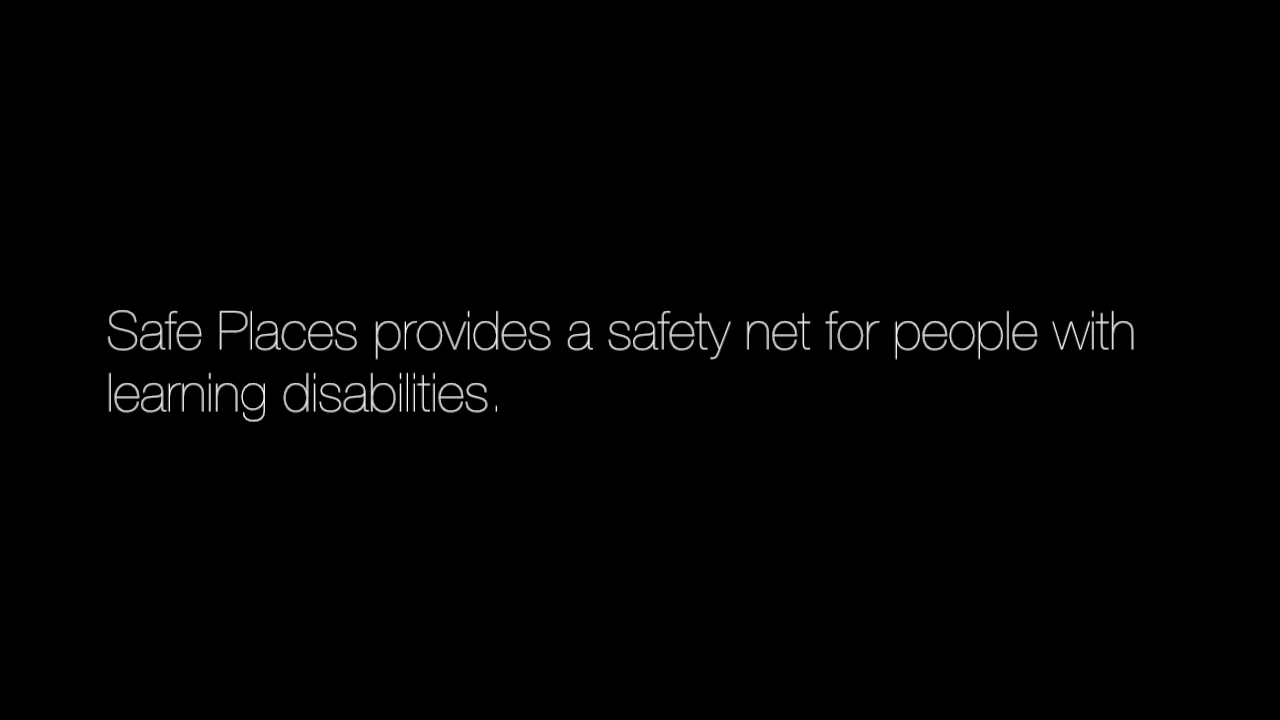 Safe Places provides a safety net for people with
learning disabilities.